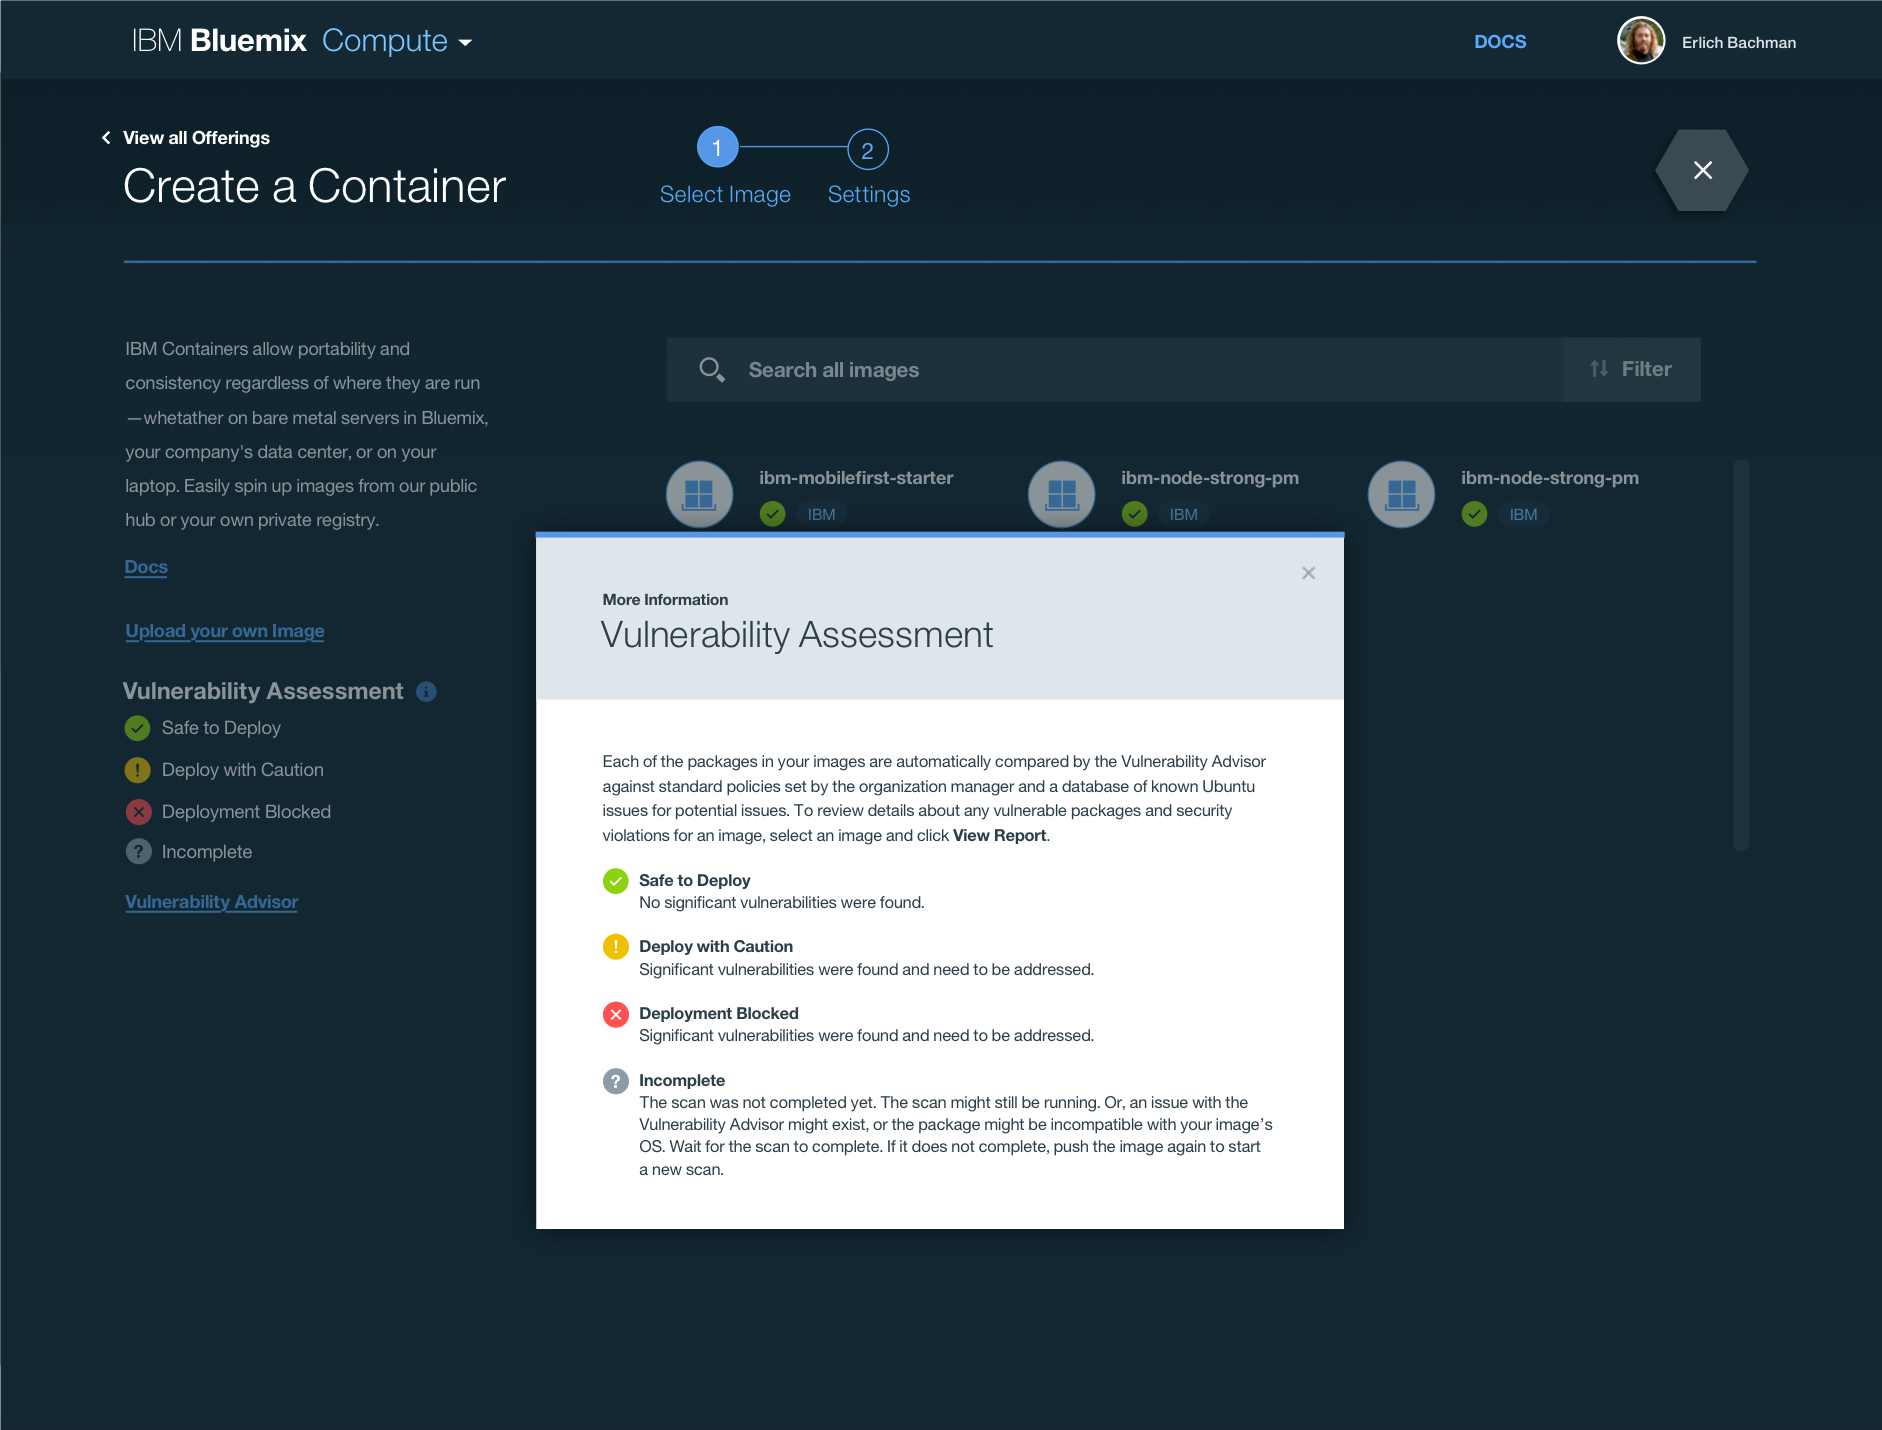 IBM Bluemix Compute
DOCS
Erlich Bachman
View all Offerings
Create a Container
1
2
Select Image
Settings
IBM Containers allow portability and
consistency regardless of where they are run
—whetather on bare metal servers in Bluemix,
your company's data center, or on your
laptop. Easily spin up images from our public
hub or your own private registry.
Docs
Upload your own Image
Vulnerability Assessment
Safe to Deploy
Deploy with Caution
Deployment Blocked
Incomplete
Vulnerability Advisor
Search all images
Filter
ibm-mobilefirst-starter
IBM
ibm-node-strong-pm
IBM
ibm-node-strong-pm
IBM
More Information
Vulnerability Assessment
Each of the packages in your images are automatically compared by the Vulnerability Advisor
against standard policies set by the organization manager and a database of known Ubuntu
issues for potential issues. To review details about any vulnerable packages and security
violations for an image, select an image and click View Report.
Safe to Deploy
No significant vulnerabilities were found.
Deploy with Caution
Significant vulnerabilities were found and need to be addressed.
Deployment Blocked
Significant vulnerabilities were found and need to be addressed.
Incomplete
The scan was not completed yet. The scan might still be running. Or, an issue with the
Vulnerability Advisor might exist, or the package might be incompatible with your image’s
OS. Wait for the scan to complete. If it does not complete, push the image again to start
a new scan.